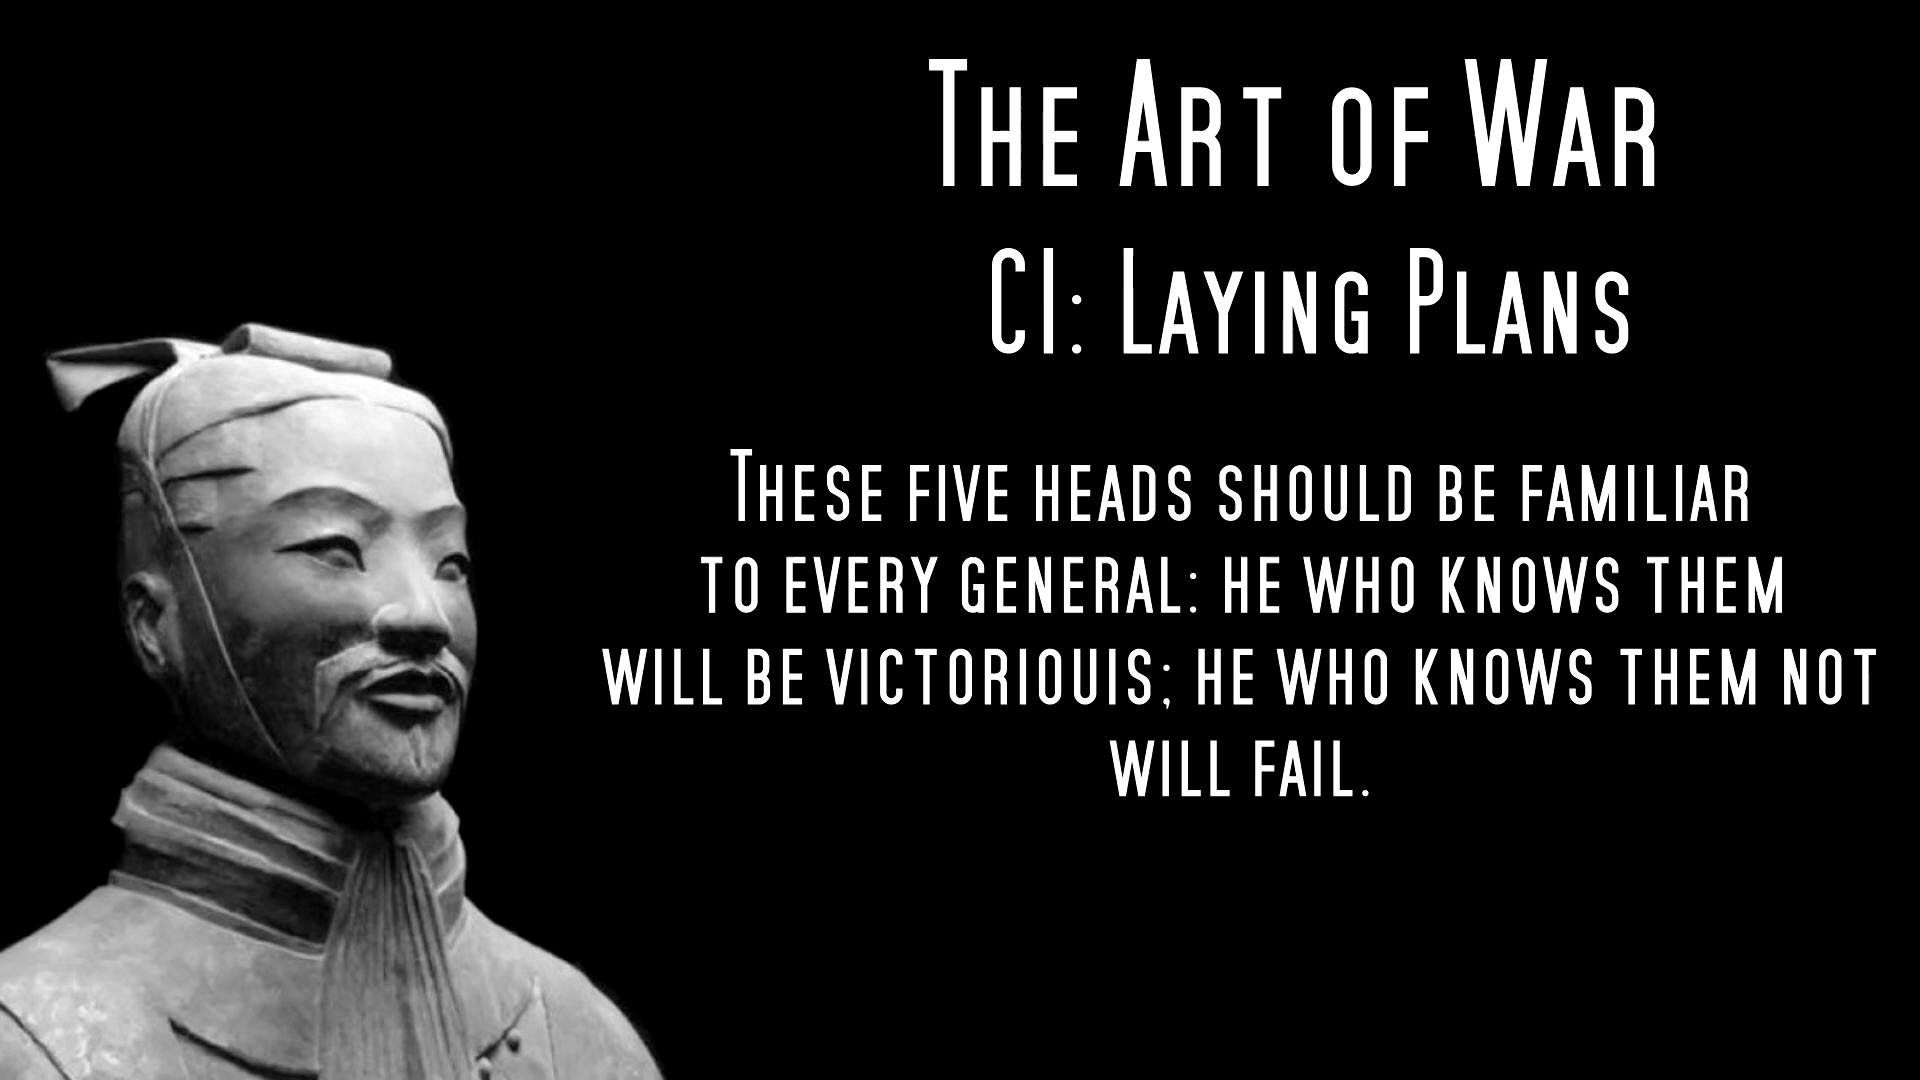 The Art of War
CI: Laying Plans
These five heads should be familiar
to every general: he who knows them
will be victoriouis; he who knows them not
will fail.